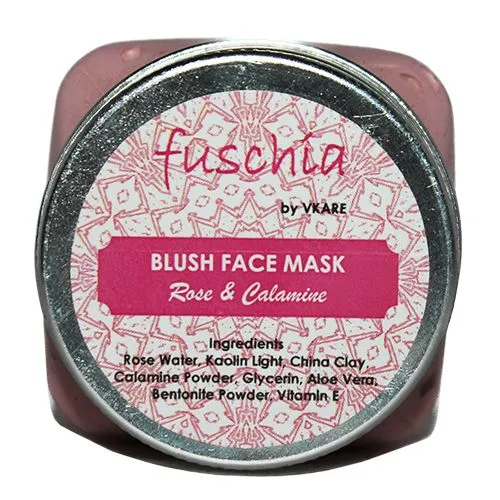 fuschia
by VKARE
BLUSH FACE MASK
Rose & Calamine
Ingredients
Rose Water, Kaolin Light, China Clay,
Calamine Powder, Glycerin, Aloe Vera,
Bentonite Powder, Vitamin E